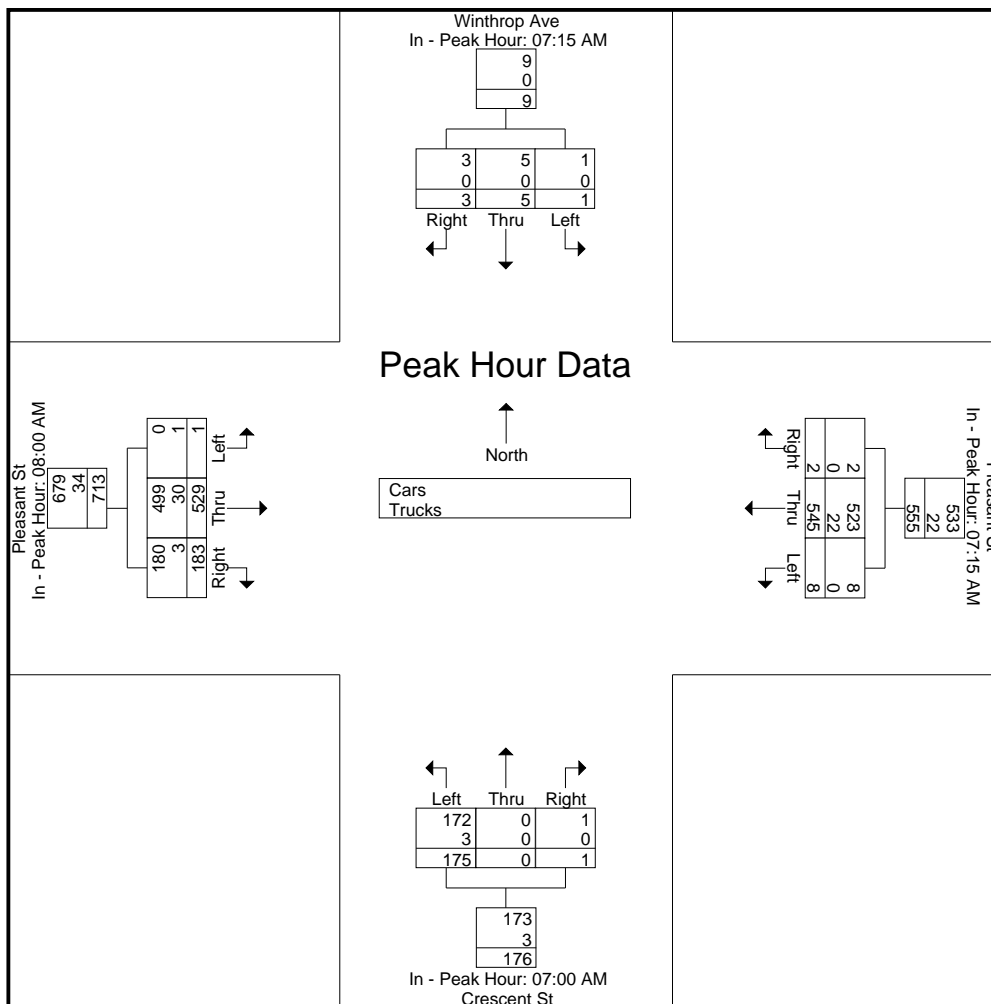 Winthrop Ave
In - Peak Hour: 07:15 AM
9
0
9
3 5 1
0 0 0
3 5 1
Right Thru Left
Peak Hour Data
North
Cars
Trucks
Pleasant St
In - Peak Hour: 08:00 AM
679
34
713
0 1 1 Left
499 30 529 Thru
180 3 183 Right
In - Peak Hour: 07:15 AM
533
22
555
Right 2 0 2
Thru 545 22 523
Left 8 0 8
Left Thru Right
172 0 1
3 0 0
175 0 1
173
3
176
In - Peak Hour: 07:00 AM
Crescent St